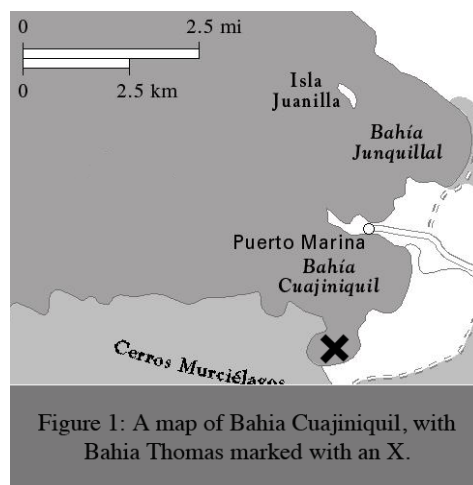 0 2.5 mi
0 2.5 km
Isla
Juanilla
Bahía
Junquillal
Puerto Marina
Bahía
Cuajiniquil
Cerros Murciélagos
Figure 1: A map of Bahia Cuajiniquil, with
Bahia Thomas marked with an X.